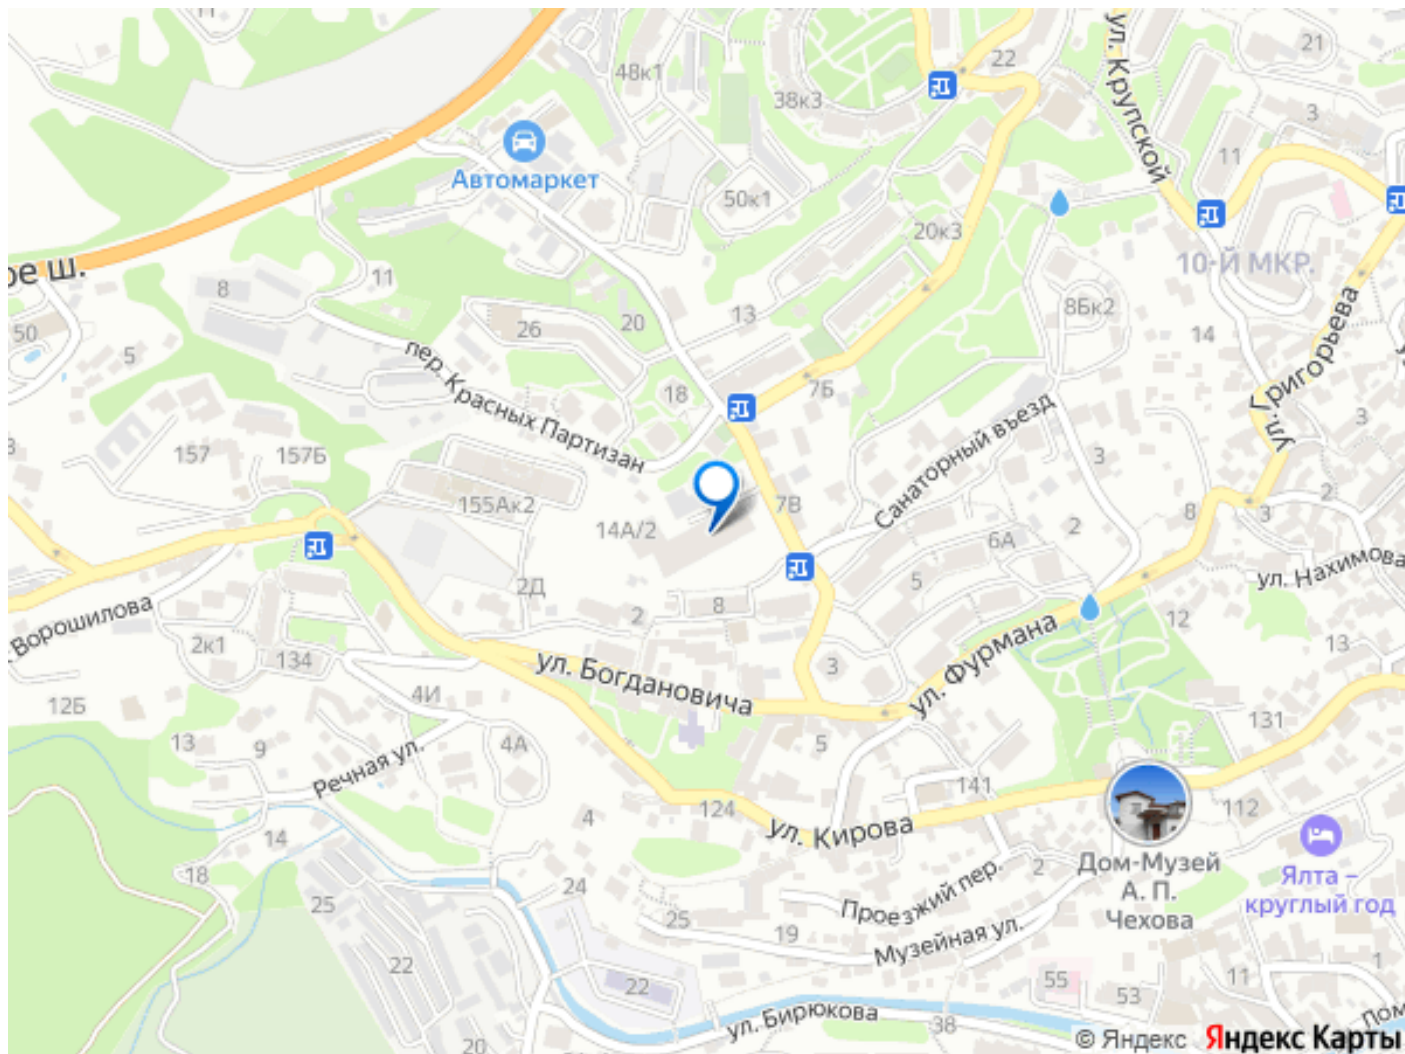 11
48к1
38к3
22
ул. Крупской
21
3
11
Автомаркет
50к1
20к3
10-Й МКР.
ое ш.
8
11
50
5
26
20
13
8Бк2
14
ул. Григорьева
пер. Красных Партизан
18
7Б
3
157
157Б
155Ак2
14А/2
7В
Санаторный въезд
3
2
8
3
2
6А
5
ул. Нахимова
2Д
2
8
. Ворошилова
2к1
134
ул. Богдановича
3
ул. Фурмана
12
13
12Б
4И
13
9
Речная ул.
4А
5
131
124
ул. Кирова
141
112
4
14
18
25
24
2
Дом-Музей
А. П.
Чехова
Ялта –
круглый год
Проезжий пер.
25
19
Музейная ул.
22
22
55
53
11
1
ул. Бирюкова
38
20
Лом
© Яндекс Яндекс Карты